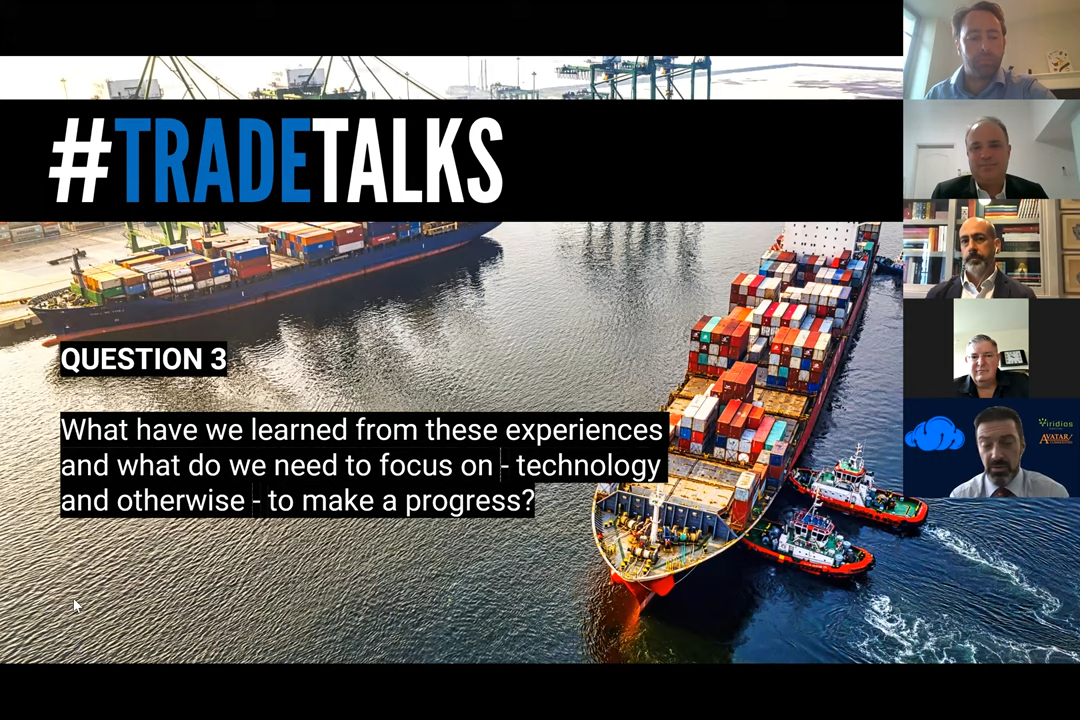 #TRADETALKS
QUESTION 3
What have we learned from these experiences
and what do we need to focus on - technology
and otherwise - to make a progress?
Viridios
AVATAR